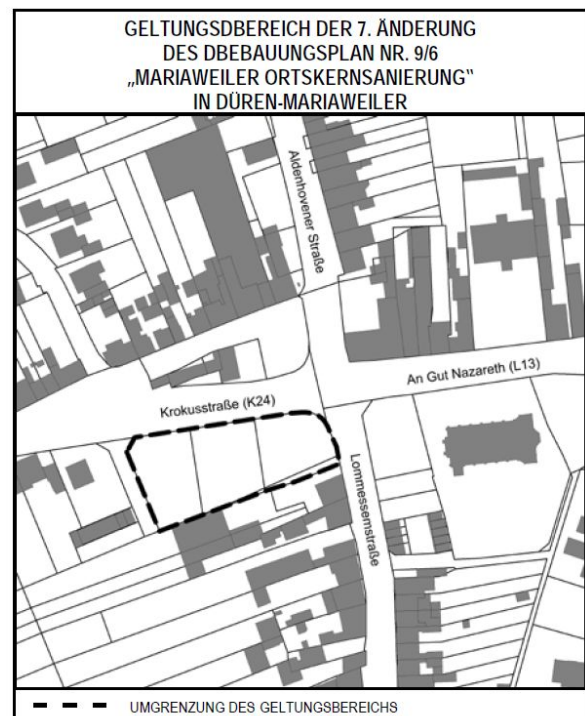 GELTUNGSDBEREICH DER 7. ÄNDERUNG
DES DBEBAUUNGSPLAN NR. 9/6
„MARIAWEILER ORTSKERNSANIERUNG“
IN DÜREN-MARIAWEILER
Aldenhovener Straße
An Gut Nazareth (L13)
Krokusstraße (K24)
Lommessemstraße
UMGRENZUNG DES GELTUNGSBEREICHS